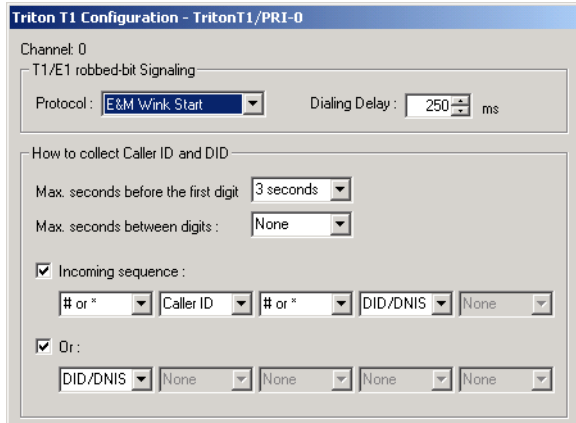 Triton T1 Configuration - TritonT1/PRI-0
Channel: 0
T1/E1 robbed-bit Signaling
Protocol : E&M Wink Start Dialing Delay : 250 ms
How to collect Caller ID and DID
Max. seconds before the first digit 3 seconds
Max. seconds between digits : None
Incoming sequence :
# or * Caller ID # or * DID/DNIS None
Or :
DID/DNIS None None None None